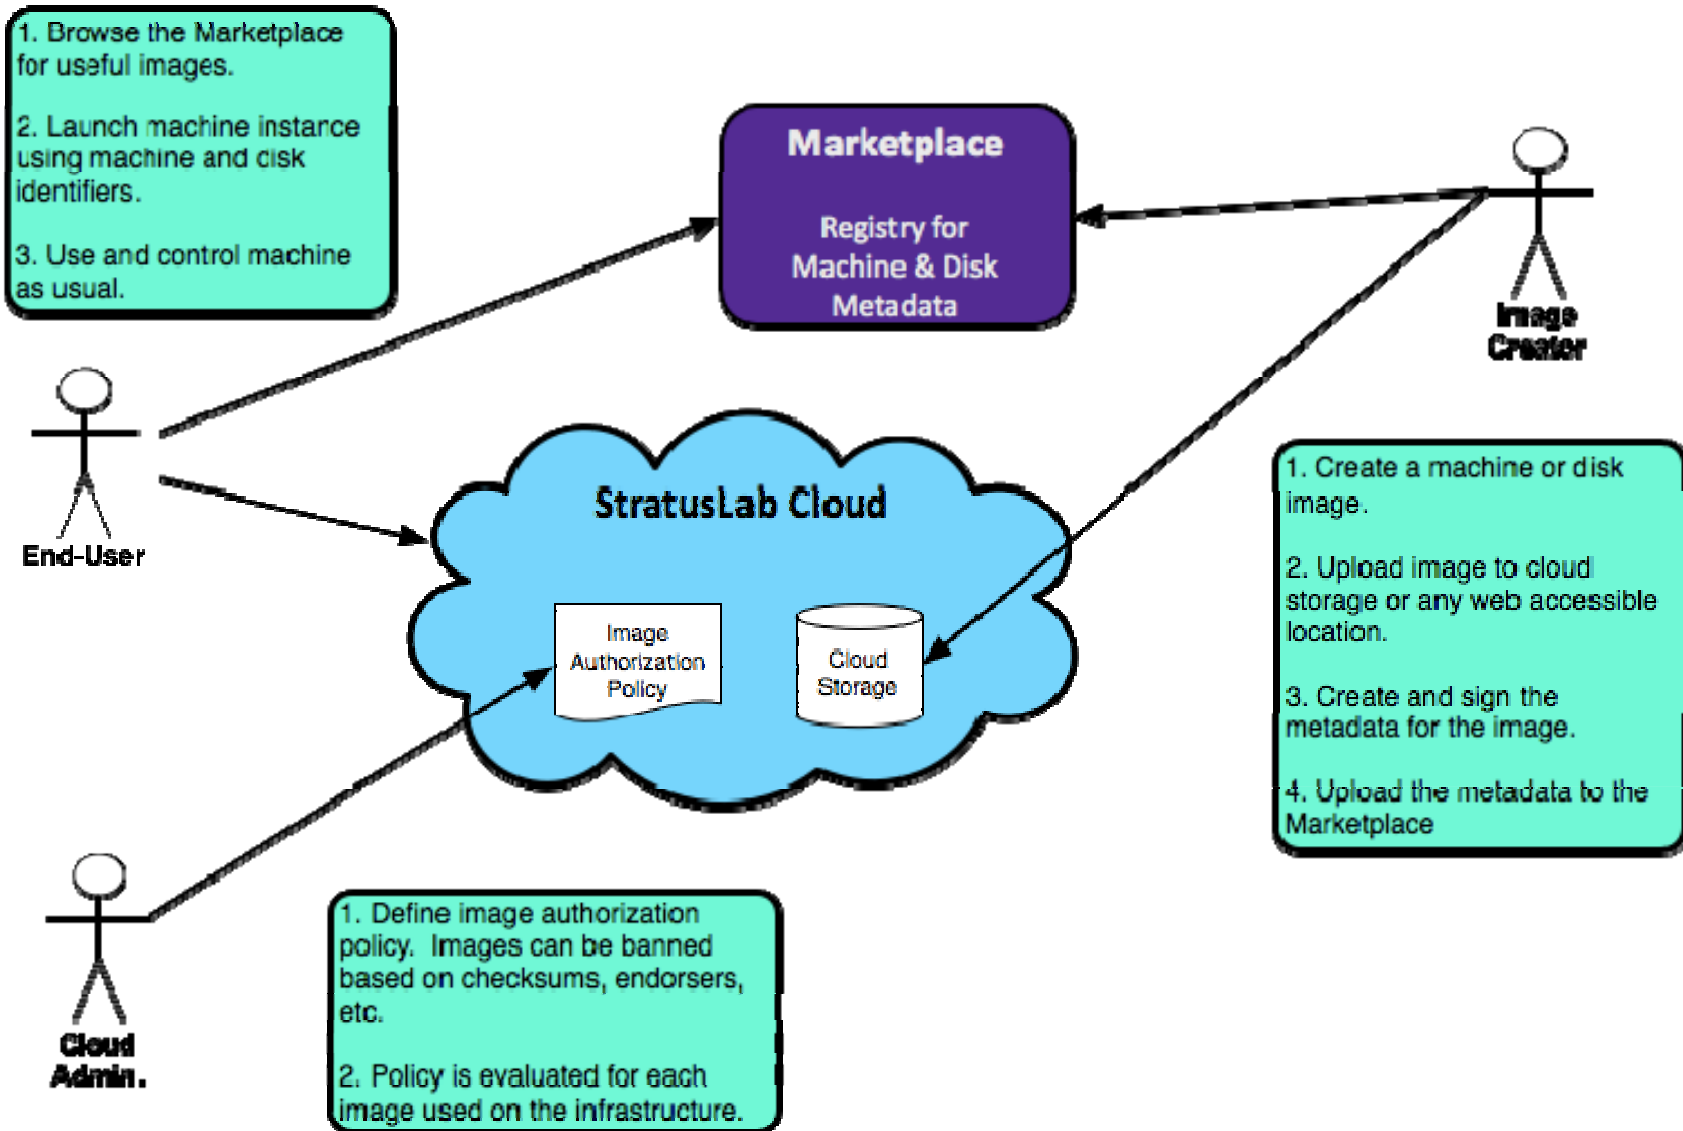 1. Browse the Marketplace
for useful images.
2. Launch machine instance
using machine and disk
identifiers.
3. Use and control machine
as usual.
Marketplace
Registry for
Machine & Disk
Metadata
Image
Creator
End-User
StratusLab Cloud
Image
Authorization
Policy
Cloud
Storage
1. Create a machine or disk
image.
2. Upload image to cloud
storage or any web accessible
location.
3. Create and sign the
metadata for the image.
4. Upload the metadata to the
Marketplace
Cloud
Admin.
1. Define image authorization
policy. Images can be banned
based on checksums, endorsers,
etc.
2. Policy is evaluated for each
image used on the infrastructure.